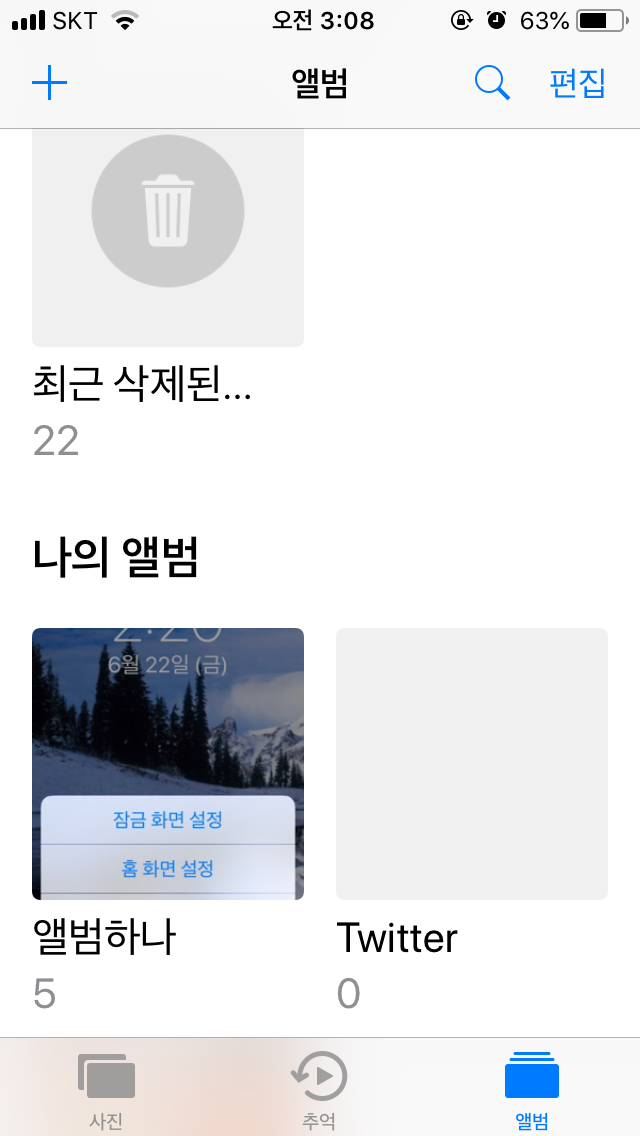 SKT 오전 3:08 63%
앨범 편집
최근 삭제된...
22
나의 앨범
6월 22일 (금)
잠금 화면 설정
홈 화면 설정
앨범하나 Twitter
5 0
사진 추억 앨범